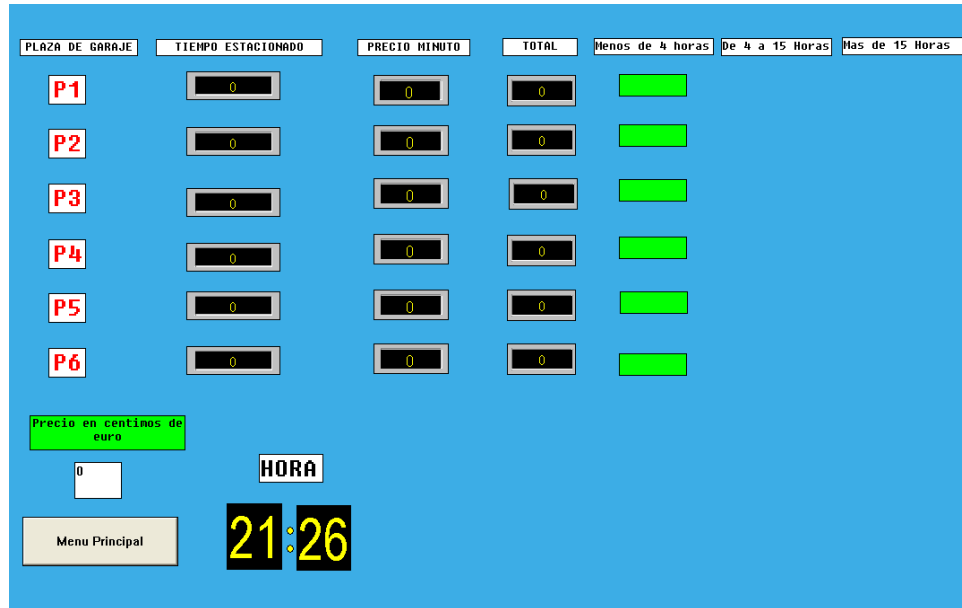 PLAZA DE GARAJE TIEMPO ESTACIONADO PRECIO MINUTO TOTAL Menos de 4 horas De 4 a 15 Horas Mas de 15 Horas
P1 0 0 0
P2 0 0 0
P3 0 0 0
P4 0 0 0
P5 0 0 0
P6 0 0 0
Precio en centimos de
euro
0
HORA
Menu Principal
21:26